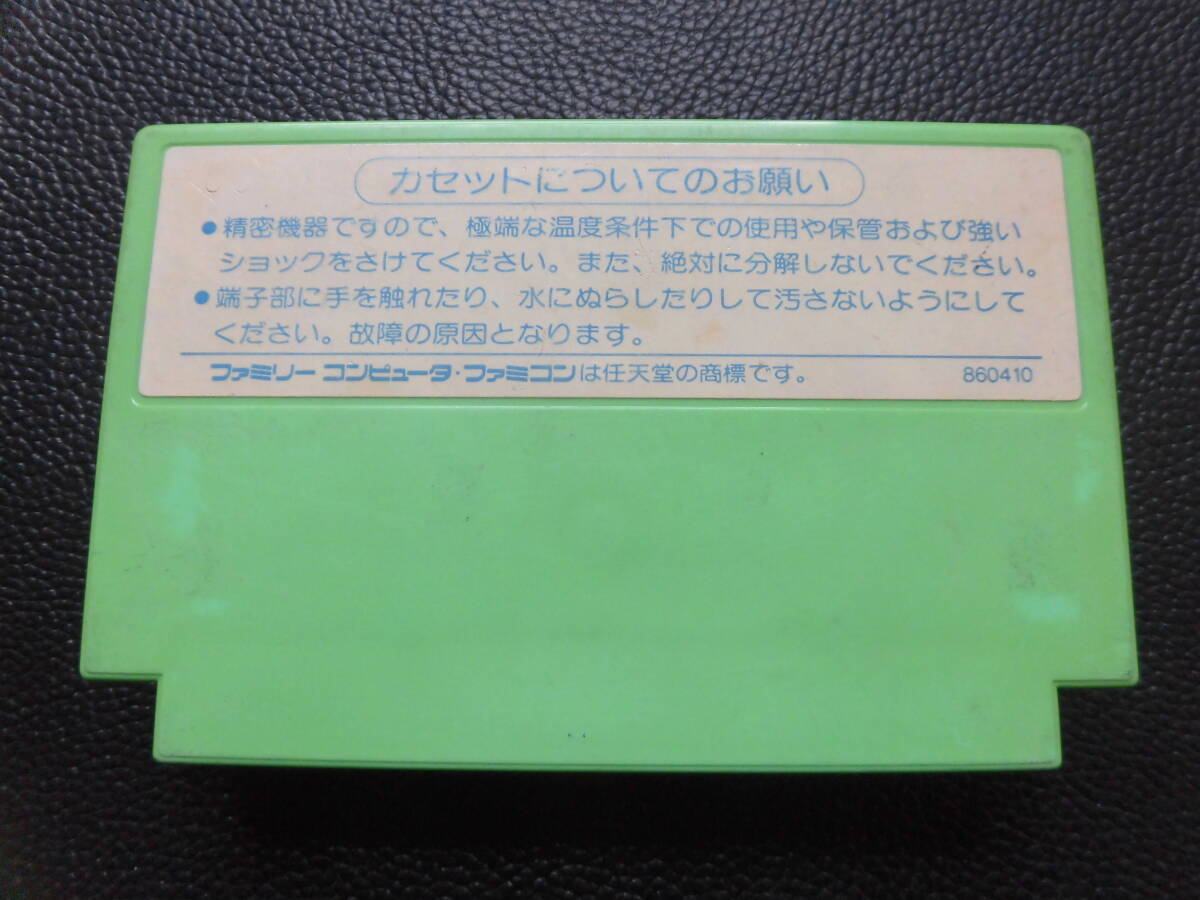 カセットについてのお願い
●精密機器ですので、極端な温度条件下での使用や保管および強い
ショックをさけてください。また、絶対に分解しないでください。
●端子部に手を触れたり、水にぬらしたりして汚さないようにして
ください。故障の原因となります。
ファミリー コンピュータ・ファミコンは任天堂の商標です。 860410